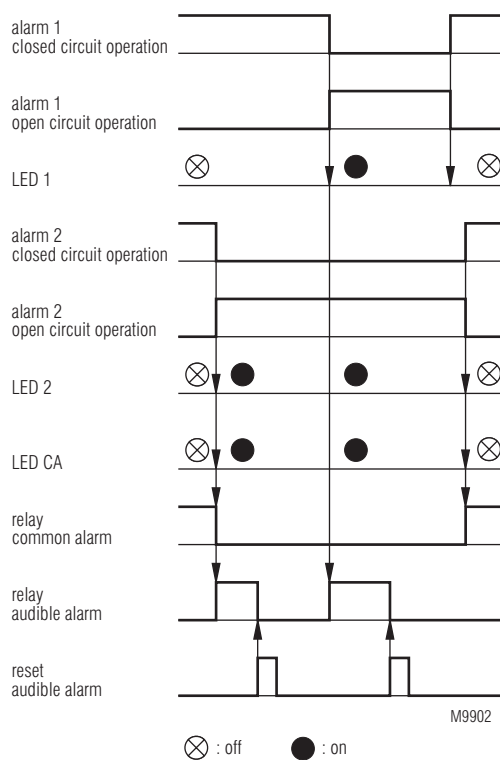 alarm 1
closed circuit operation
alarm 1
open circuit operation
LED 1
alarm 2
closed circuit operation
alarm 2
open circuit operation
LED 2
LED CA
relay
common alarm
relay
audible alarm
reset
audible alarm
M9902
: off : on